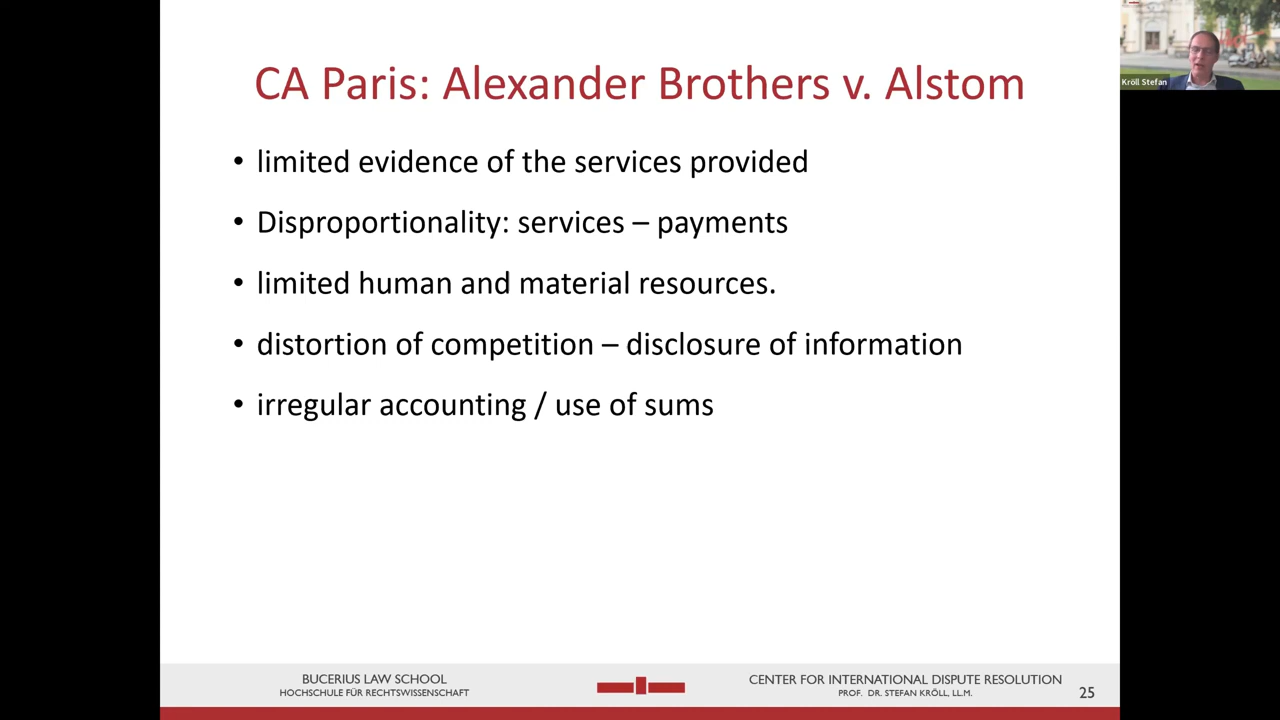 CA Paris: Alexander Brothers v. Alstom
• limited evidence of the services provided
• Disproportionality: services – payments
• limited human and material resources.
• distortion of competition – disclosure of information
• irregular accounting / use of sums
BUCERIUS LAW SCHOOL
HOCHSCHULE FÜR RECHTSWISSENSCHAFT
CENTER FOR INTERNATIONAL DISPUTE RESOLUTION
PROF. DR. STEFAN KRÖLL, LL.M.
25
Kröll Stefan